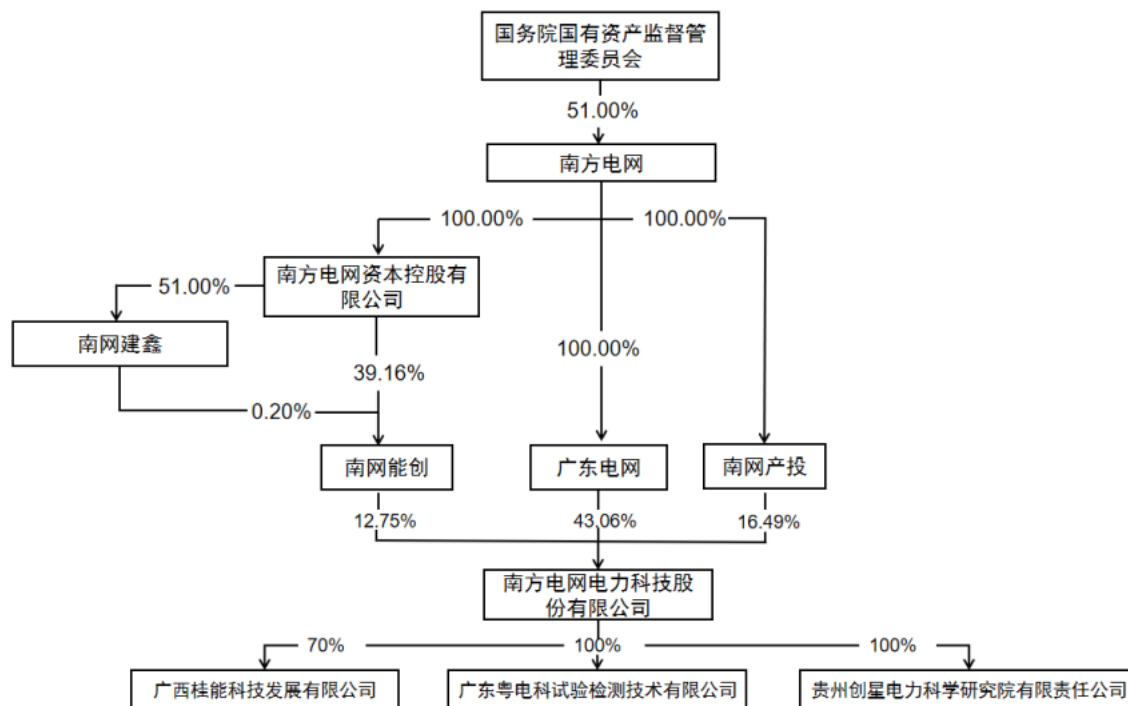 国务院国有资产监督管
理委员会
51.00%
南方电网
100.00%
100.00%
南方电网资本控股有
限公司
51.00%
南网建鑫
100.00%
39.16%
0.20%
南网能创
广东电网
南网产投
12.75%
43.06%
16.49%
南方电网电力科技股
份有限公司
70%
100%
100%
广西桂能科技发展有限公司
广东粤电科试验检测技术有限公司
贵州创星电力科学研究院有限责任公司